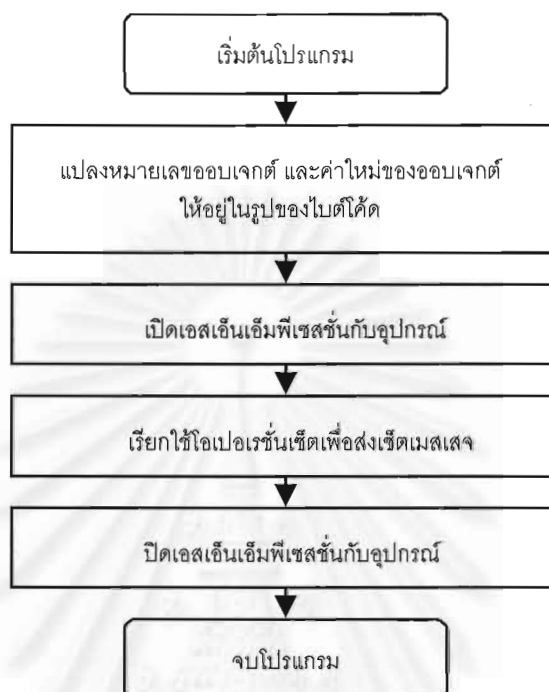 เริ่มต้นโปรแกรม
แปลงหมายเลขออบเจกต์ และค่าใหม่ของออบเจกต์
ให้อยู่ในรูปของไบต์โค้ด
เปิดเอสเอ็นเอ็มพีเซสชั่นกับอุปกรณ์
เรียกใช้โอเปอเรชั่นเซ็ตเพื่อส่งเซ็ตเมสเสจ
ปิดเอสเอ็นเอ็มพีเซสชั่นกับอุปกรณ์
จบโปรแกรม